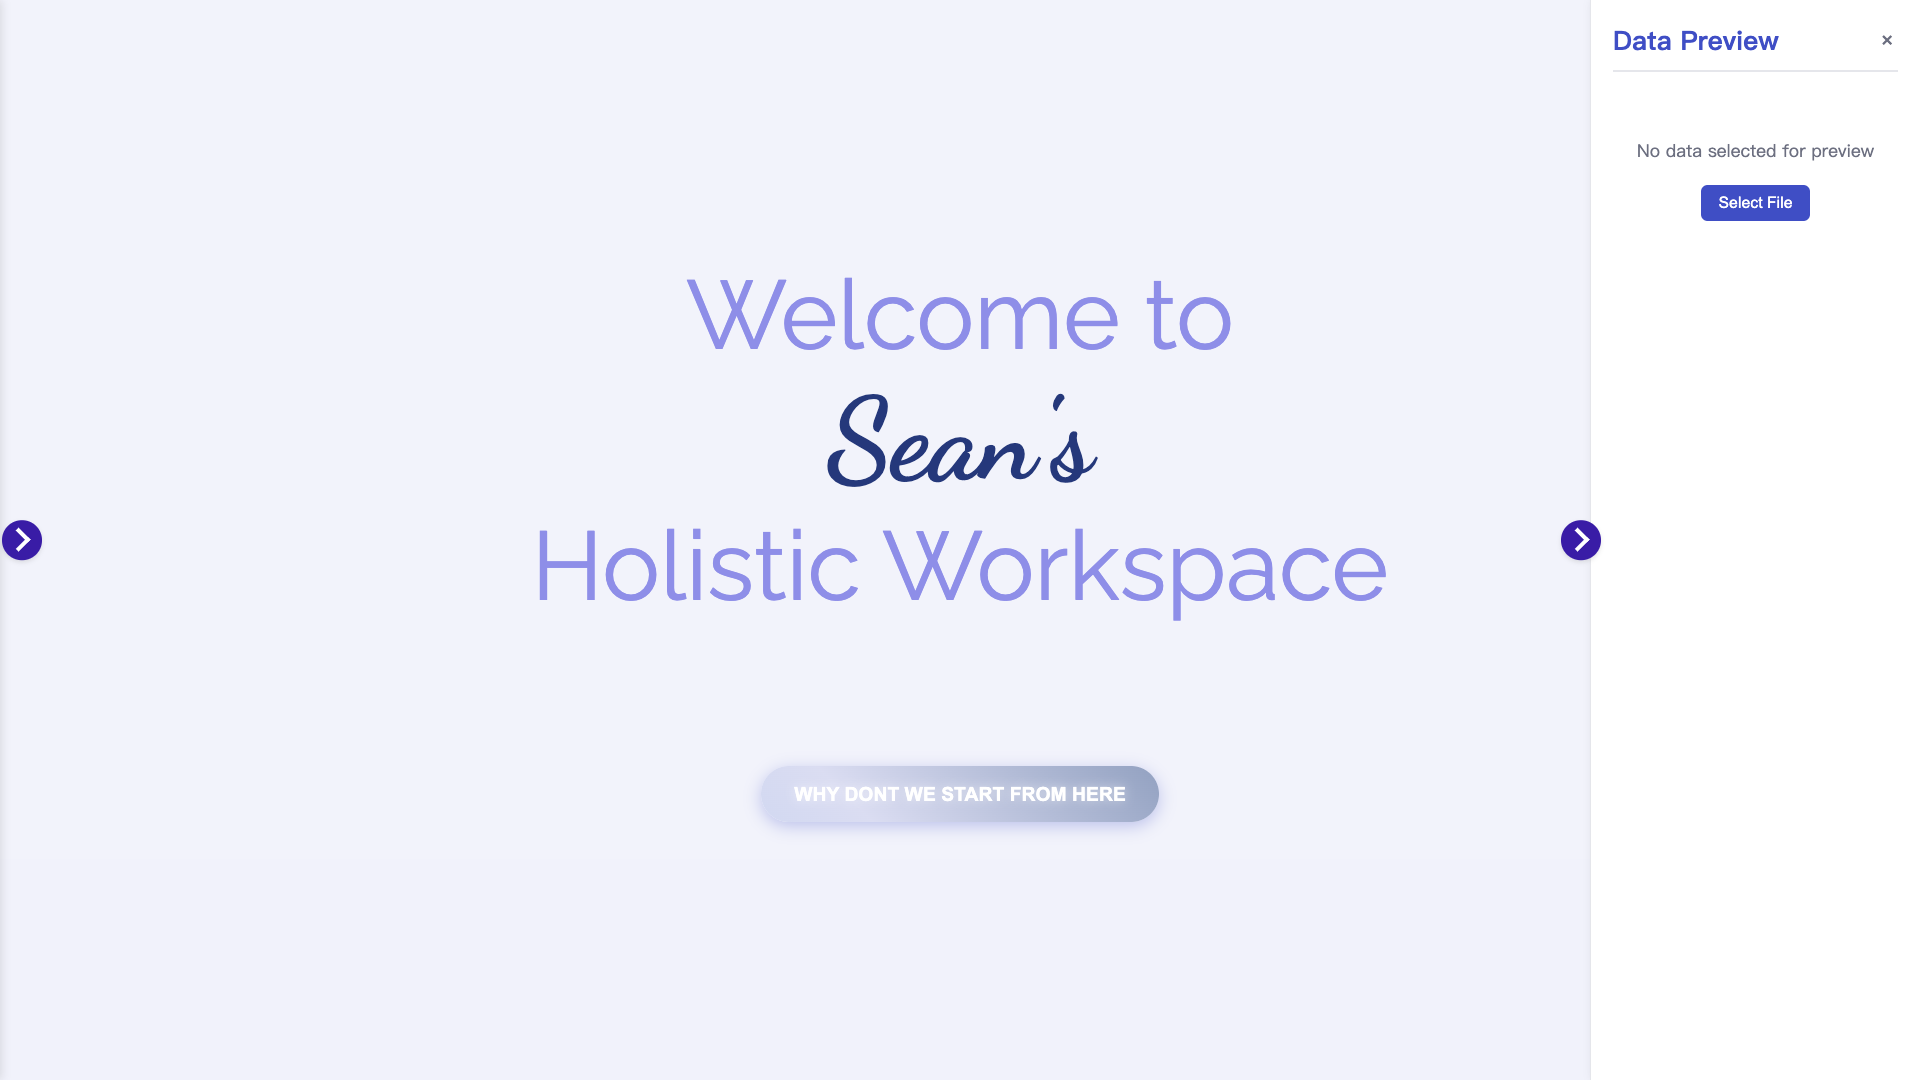 Welcome to
Sean's
Holistic Workspace
WHY DONT WE START FROM HERE
Data Preview
×
No data selected for preview
Select File